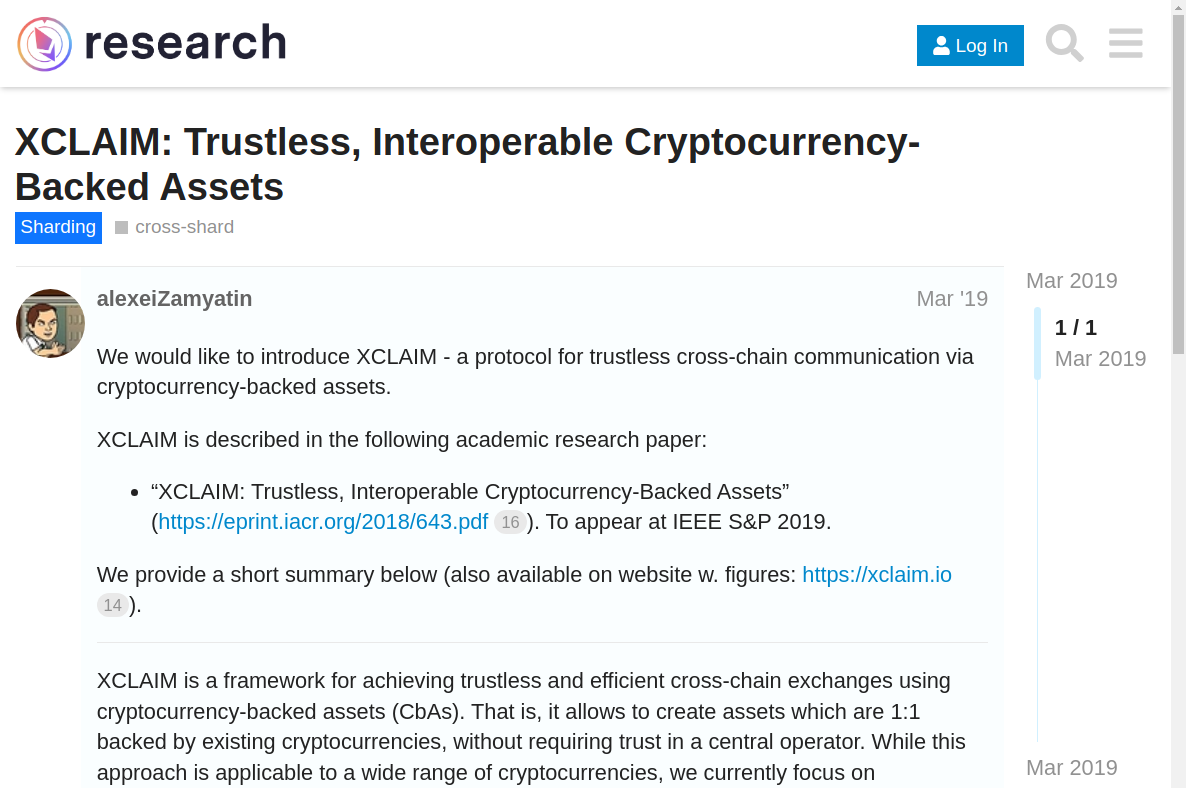 research
Log In
XCLAIM: Trustless, Interoperable Cryptocurrency-
Backed Assets
Sharding
cross-shard
alexeiZamyatin
Mar '19
We would like to introduce XCLAIM - a protocol for trustless cross-chain communication via
cryptocurrency-backed assets.
XCLAIM is described in the following academic research paper:
• “XCLAIM: Trustless, Interoperable Cryptocurrency-Backed Assets”
(https://eprint.iacr.org/2018/643.pdf 16 ). To appear at IEEE S&P 2019.
We provide a short summary below (also available on website w. figures: https://xclaim.io
14 ).
XCLAIM is a framework for achieving trustless and efficient cross-chain exchanges using
cryptocurrency-backed assets (CbAs). That is, it allows to create assets which are 1:1
backed by existing cryptocurrencies, without requiring trust in a central operator. While this
approach is applicable to a wide range of cryptocurrencies, we currently focus on
Mar 2019
1 / 1
Mar 2019
Mar 2019